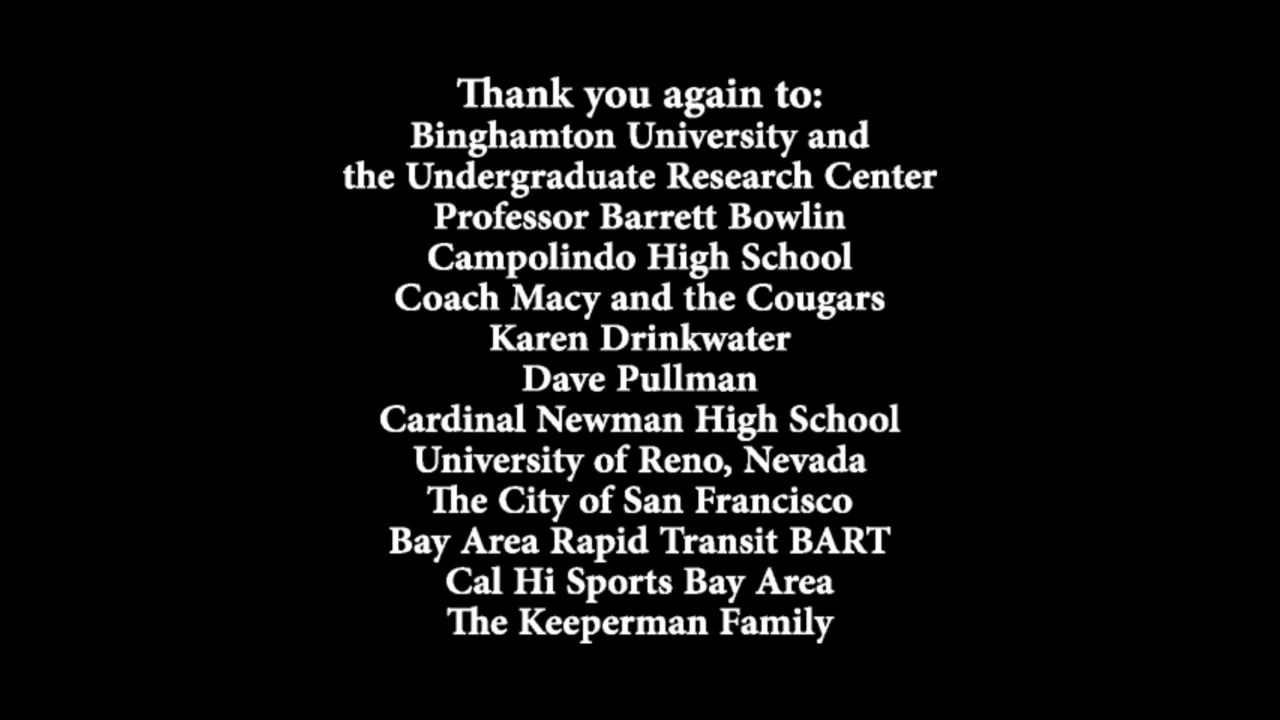 Thank you again to:
Binghamton University and
the Undergraduate Research Center
Professor Barrett Bowlin
Campolindo High School
Coach Macy and the Cougars
Karen Drinkwater
Dave Pullman
Cardinal Newman High School
University of Reno, Nevada
The City of San Francisco
Bay Area Rapid Transit BART
Cal Hi Sports Bay Area
The Keeperman Family